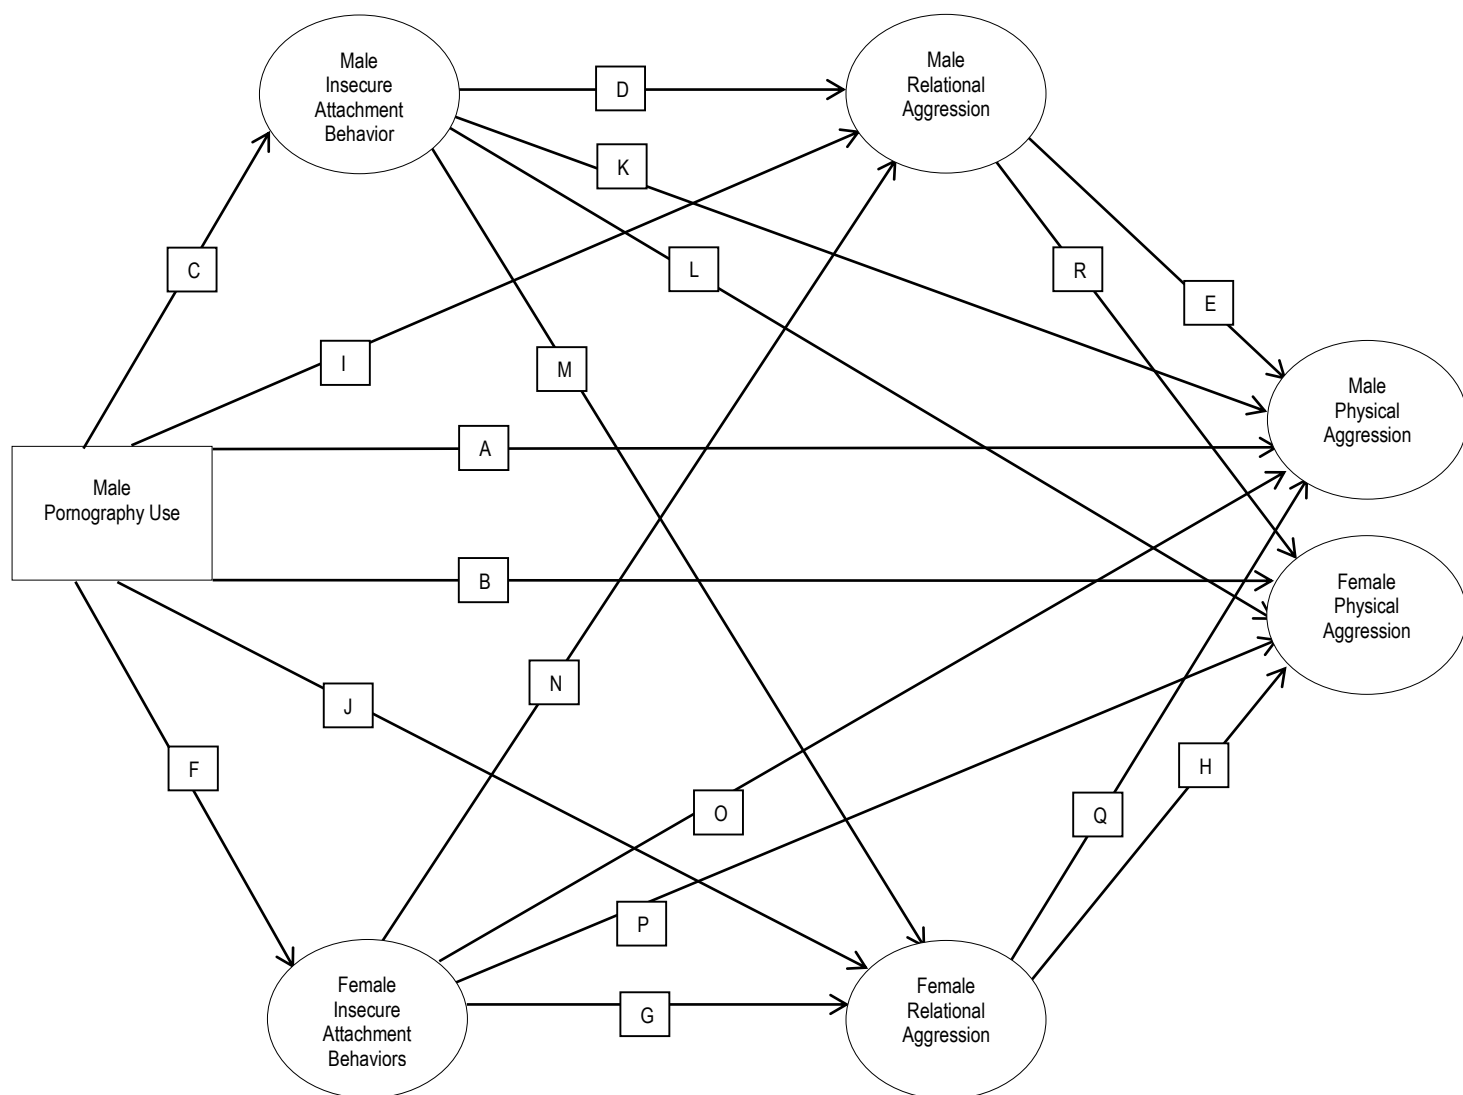 Male
Insecure
Attachment
Behavior
D
Male
Relational
Aggression
K
C
L
R
E
I
M
Male
Physical
Aggression
A
Male
Pornography Use
B
Female
Physical
Aggression
N
J
F
H
O
Q
P
Female
Insecure
Attachment
Behaviors
G
Female
Relational
Aggression